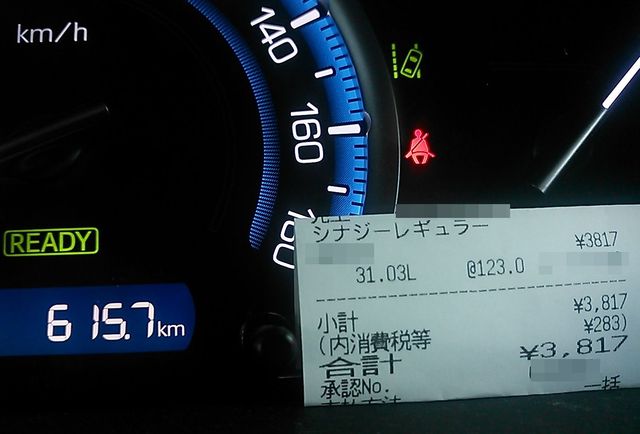 km/h
140
160
180
READY
615.7km
シナジーレギュラー
¥3817
31.03L @123.0
小計 ¥3,817
(内消費税等 ¥283)
合計 ¥3,817
承認No.
一括